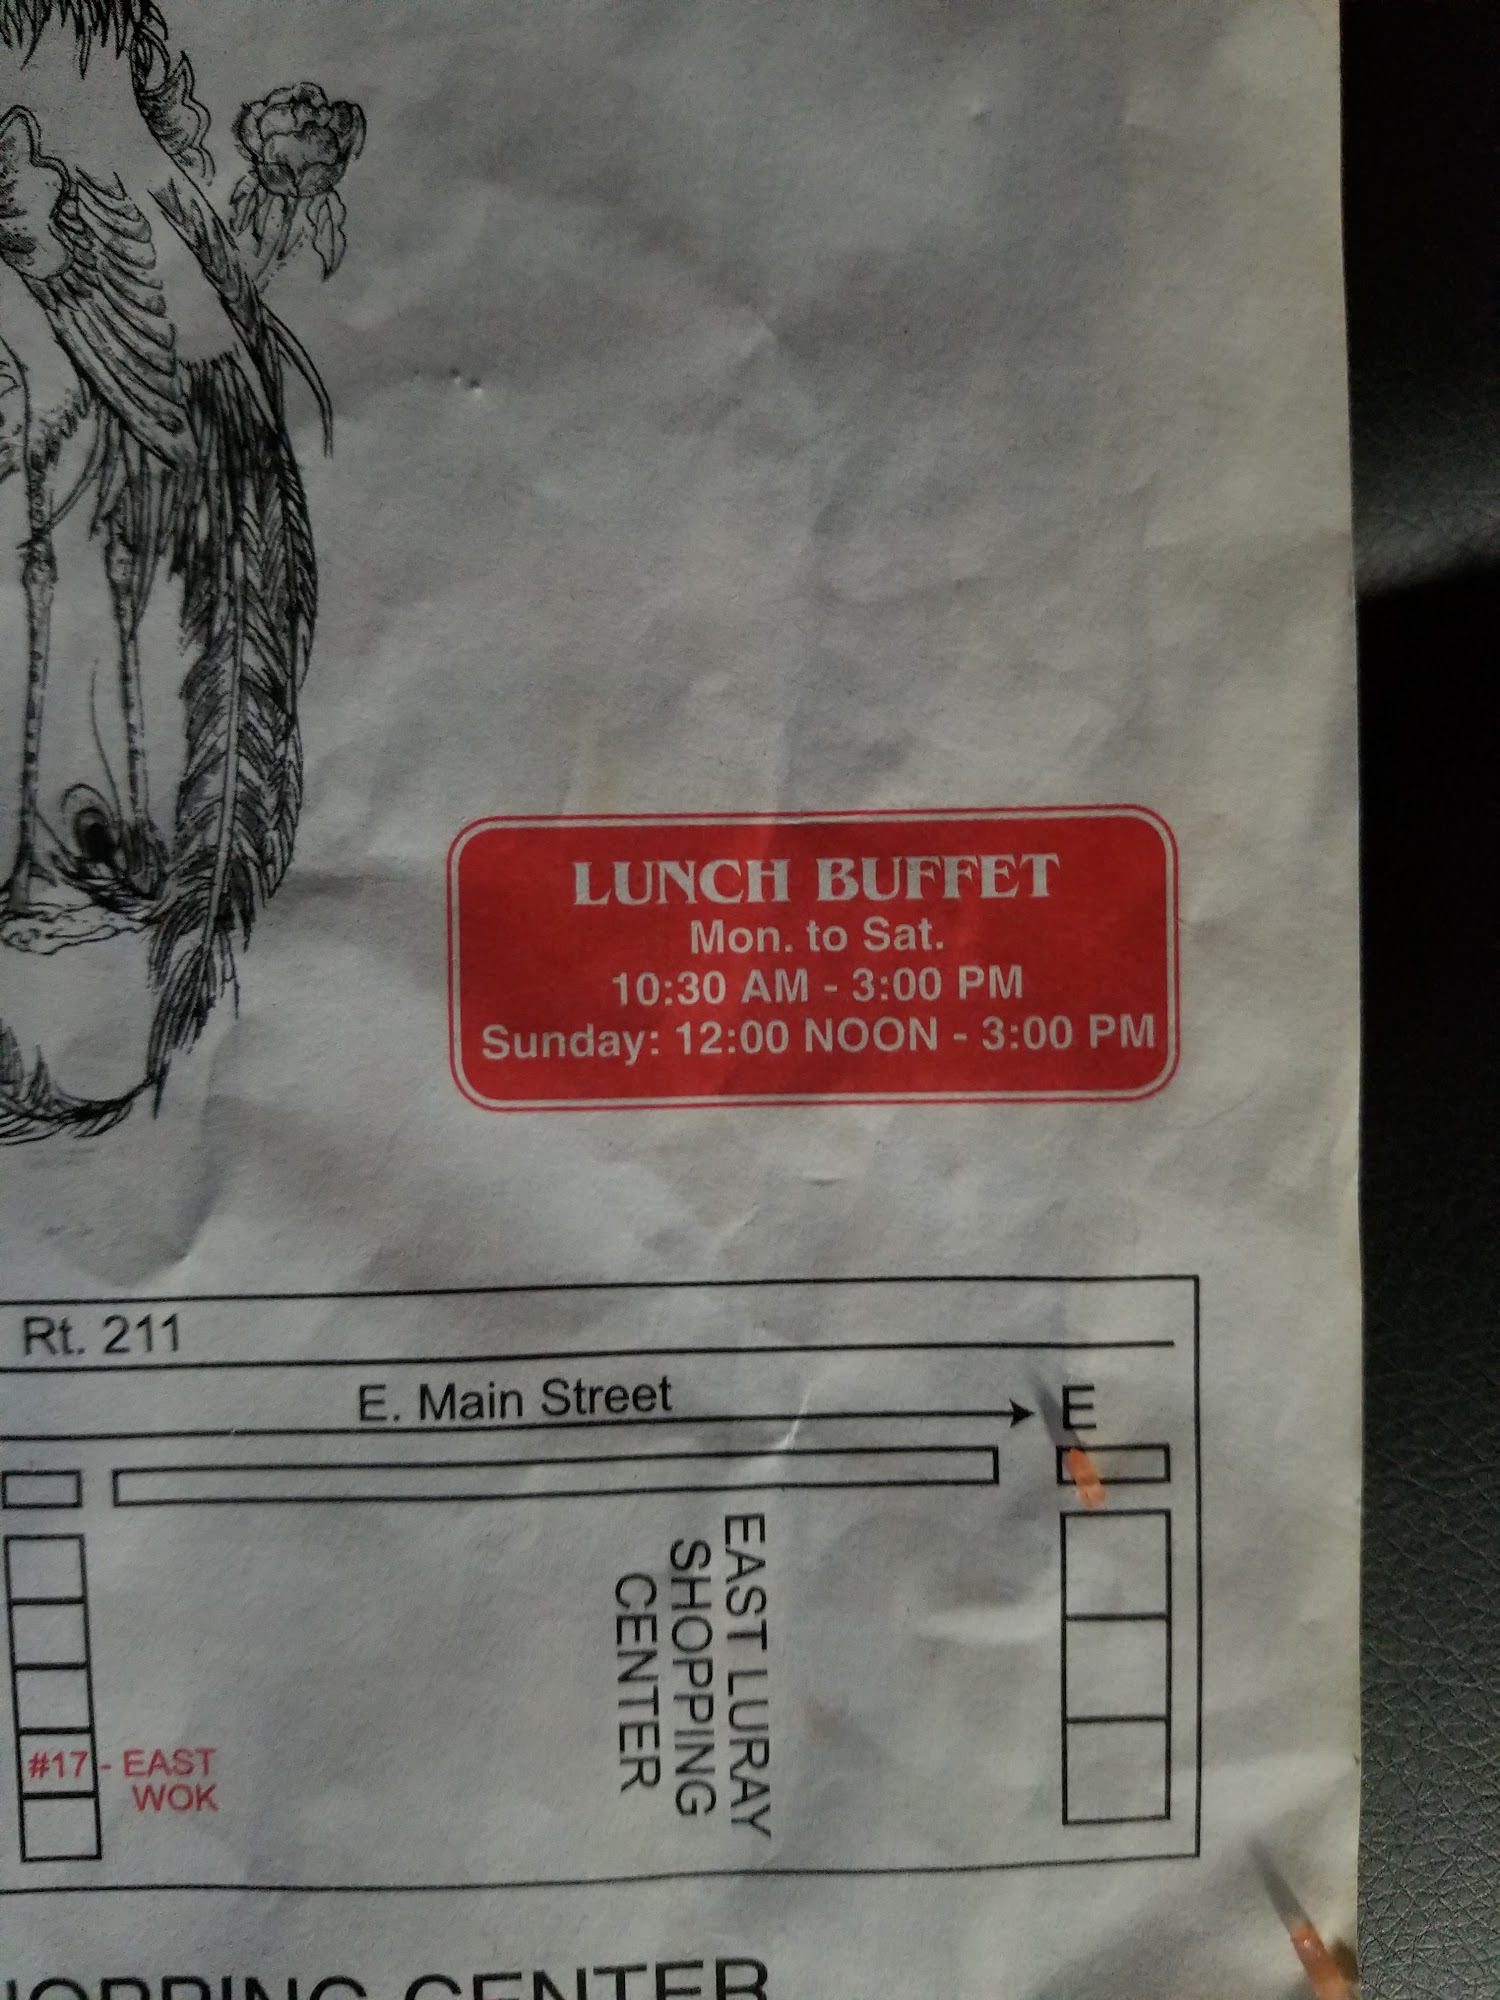 LUNCH BUFFET
Mon. to Sat.
10:30 AM - 3:00 PM
Sunday: 12:00 NOON - 3:00 PM
Rt. 211
E. Main Street
E
EAST LURAY
SHOPPING
CENTER
#17 - EAST
WOK
CENTER